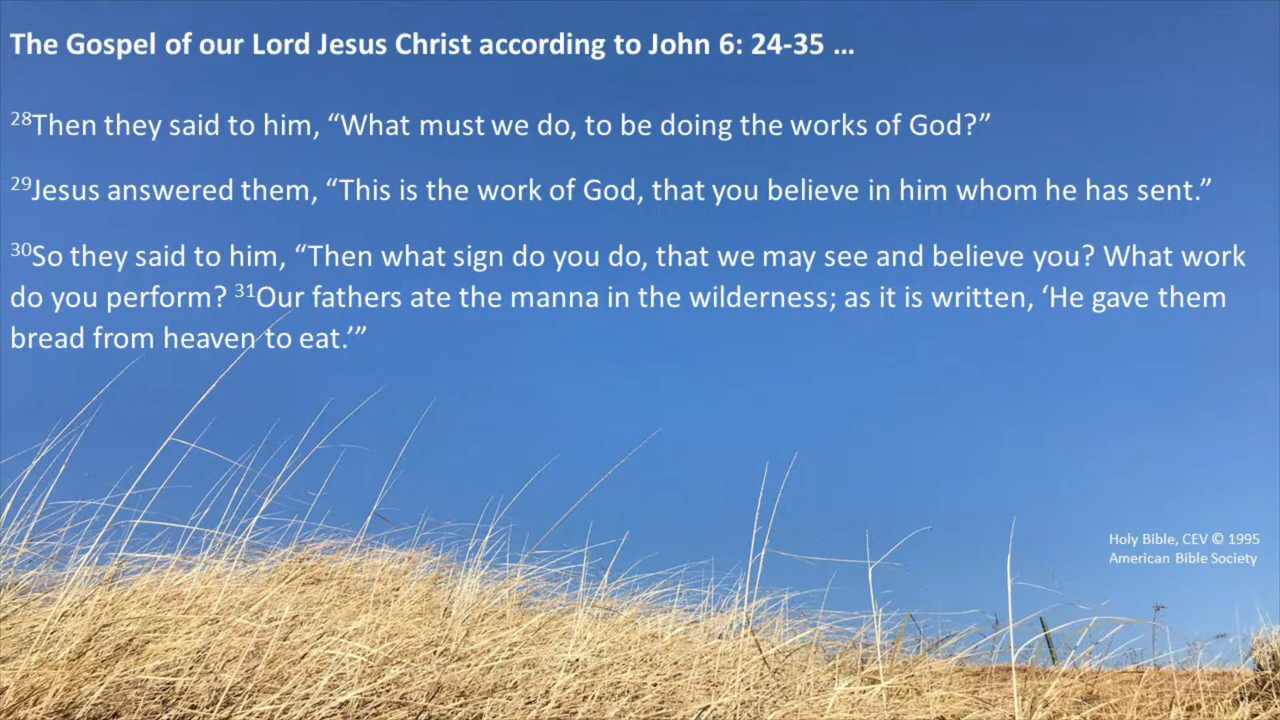 The Gospel of our Lord Jesus Christ according to John 6: 24-35 ...
28Then they said to him, “What must we do, to be doing the works of God?”
29Jesus answered them, “This is the work of God, that you believe in him whom he has sent.”
30So they said to him, “Then what sign do you do, that we may see and believe you? What work
do you perform? 31Our fathers ate the manna in the wilderness; as it is written, ‘He gave them
bread from heaven to eat.’”
Holy Bible, CEV © 1995
American Bible Society